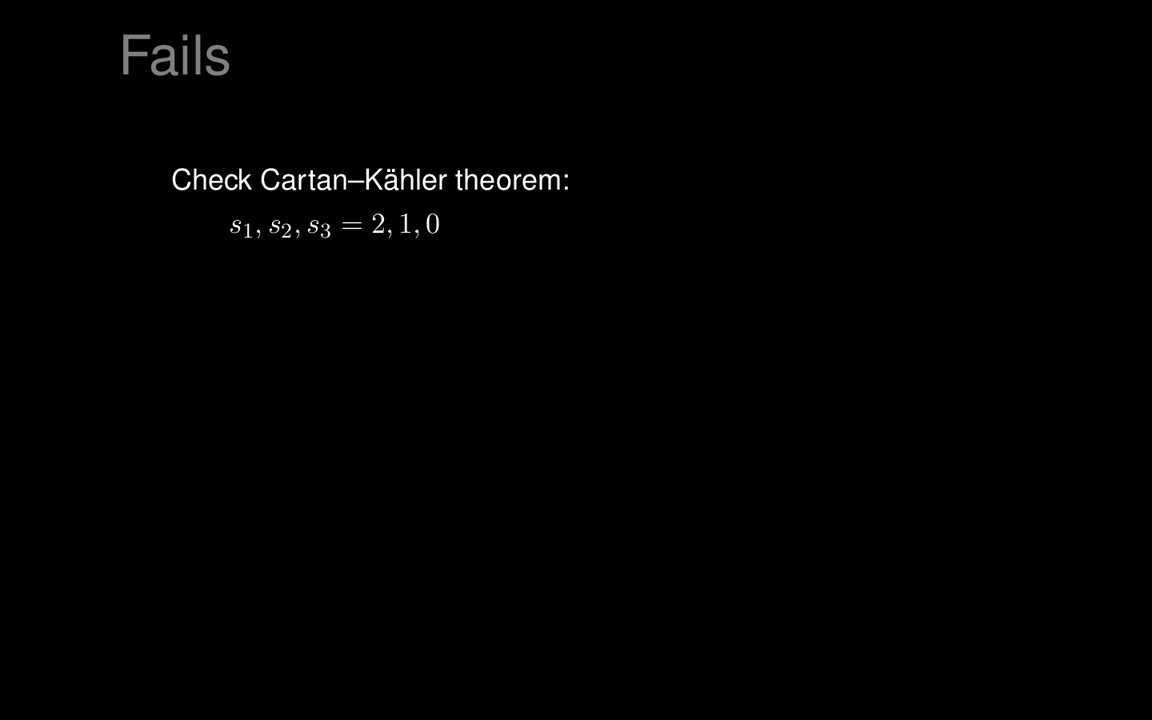 Fails
Check Cartan–Kähler theorem:
s₁, s₂, s₃ = 2, 1, 0